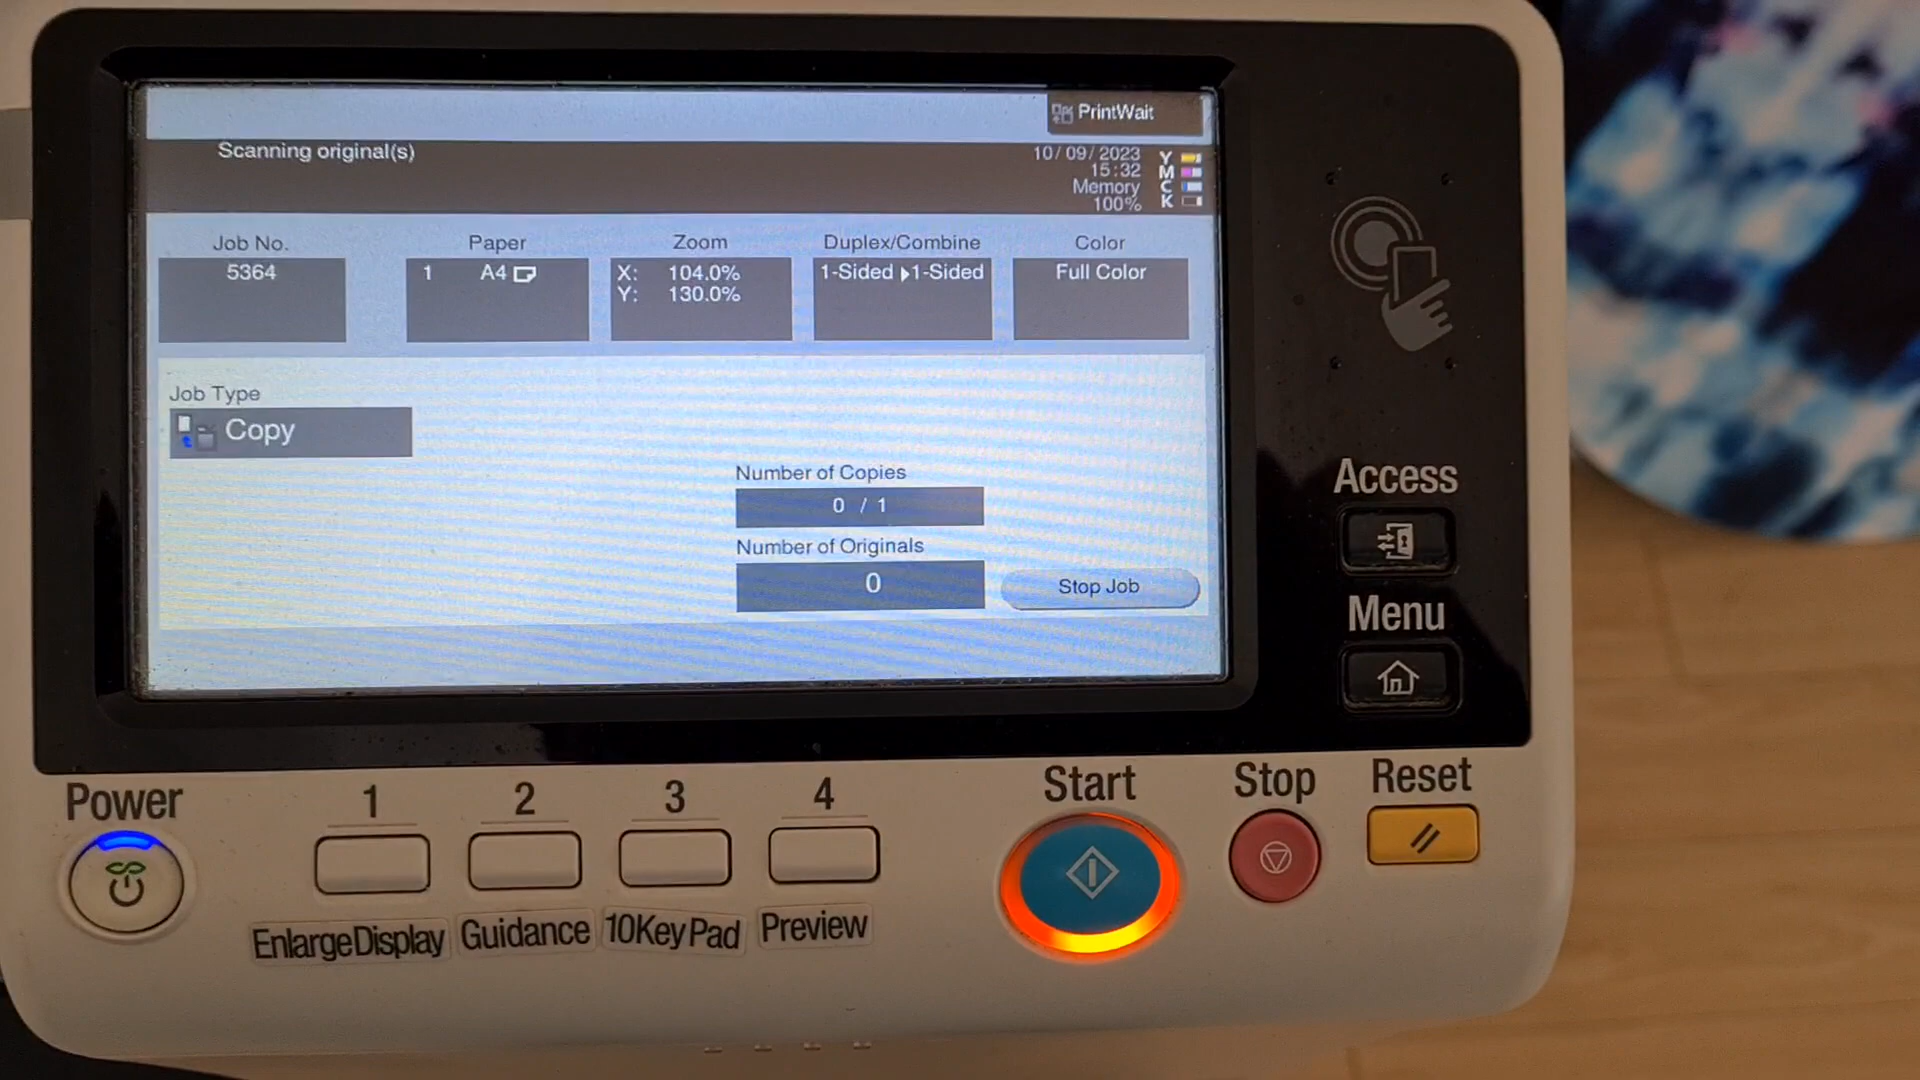 PrintWait
Scanning original(s)
10/09/2023
15:32
Memory
100%
Y
M
C
K
Job No.
5364
Paper
1 A4
Zoom
X: 104.0%
Y: 130.0%
Duplex/Combine
1-Sided 1-Sided
Color
Full Color
Job Type
Copy
Number of Copies
0 / 1
Number of Originals
0
Stop Job
Access
Menu
Power
1
2
3
4
Start
Stop
Reset
EnlargeDisplay
Guidance
10KeyPad
Preview